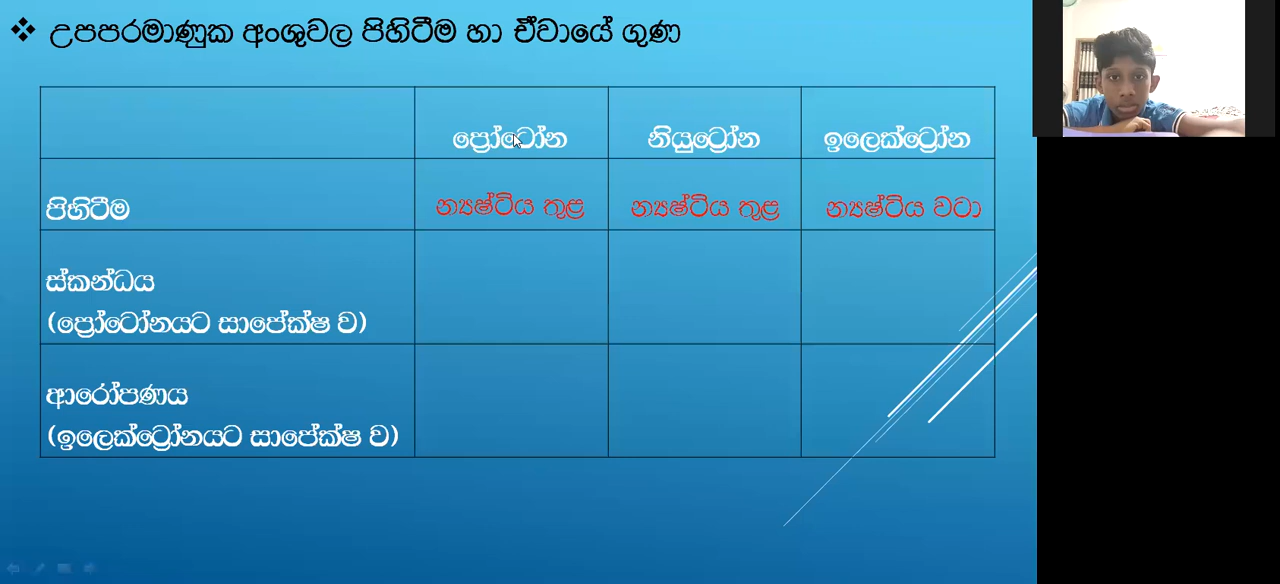 ❖ උපපරමාණුක අංශුවල පිහිටීම හා ඒවායේ ගුණ
ප්‍රෝටෝන නියුට්‍රෝන ඉලෙක්ට්‍රෝන
පිහිටීම න්‍යෂ්ටිය තුළ න්‍යෂ්ටිය තුළ න්‍යෂ්ටිය වටා
ස්කන්ධය
(ප්‍රෝටෝනයට සාපේක්ෂ ව)
ආරෝපණය
(ඉලෙක්ට්‍රෝනයට සාපේක්ෂ ව)